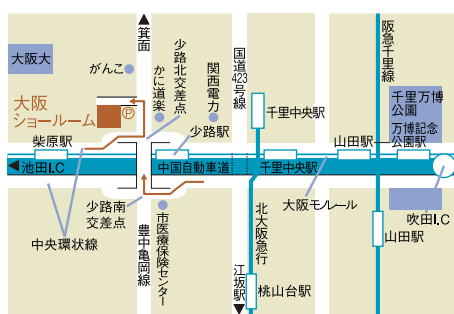 箕面
大阪大
がんこ
かに道楽
少路北交差点
関西電力
国道423号線
阪急千里線
千里万博
公園
万博記念
公園駅
大阪
ショールーム
P
千里中央駅
少路駅
山田駅
柴原駅
池田I.C
中国自動車道
千里中央駅
大阪モノレール
吹田I.C
少路南
交差点
中央環状線
豊中亀岡線
市医療保険センター
江坂駅
北大阪急行
桃山台駅
山田駅